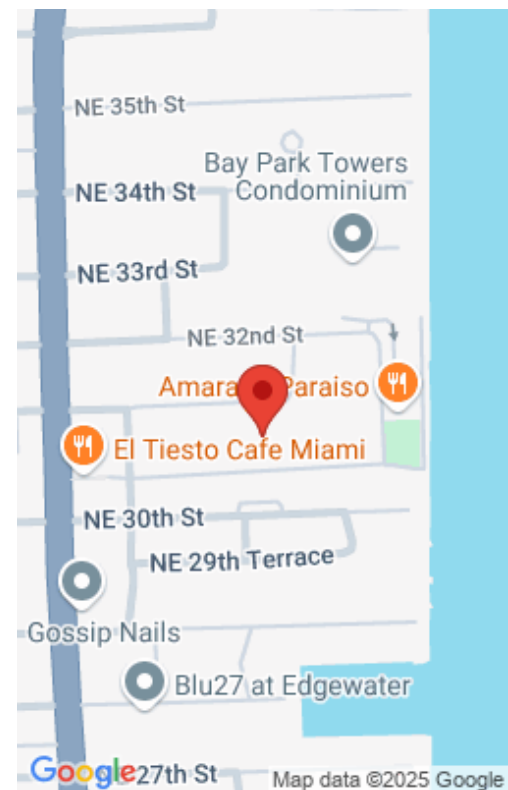 NE 35th St
Bay Park Towers
Condominium
NE 34th St
NE 33rd St
NE 32nd St
Amara Paraiso
El Tiesto Cafe Miami
NE 30th St
NE 29th Terrace
Gossip Nails
Blu27 at Edgewater
27th St
Google
Map data ©2025 Google